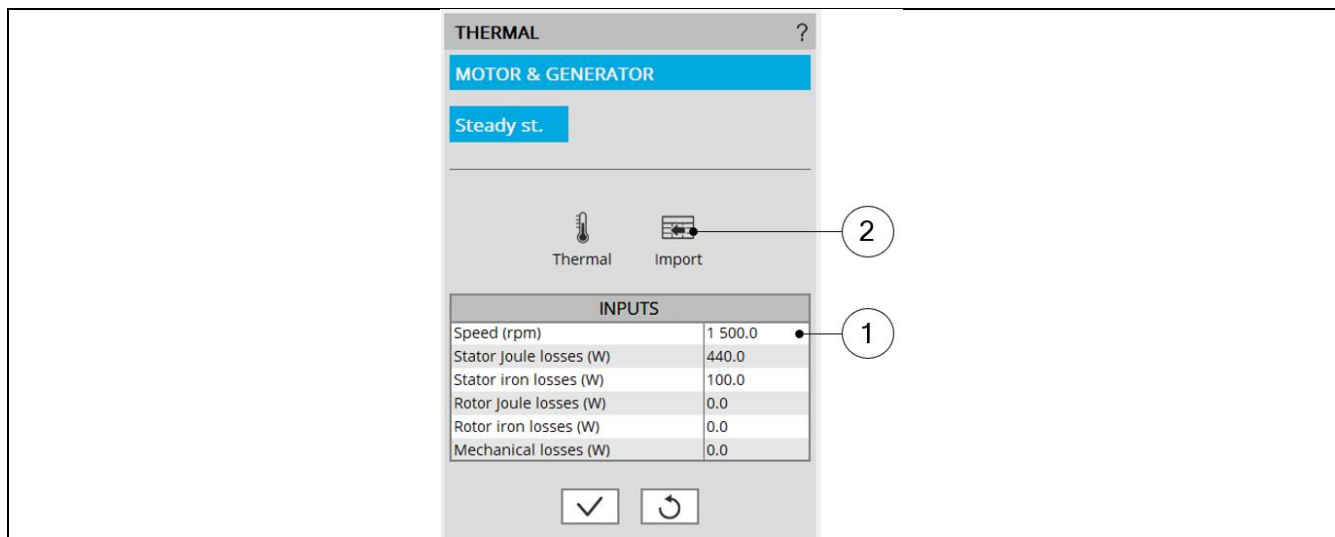 THERMAL ?
MOTOR & GENERATOR
Steady st.
2
Thermal Import
INPUTS
Speed (rpm) 1 500.0 1
Stator Joule losses (W) 440.0
Stator iron losses (W) 100.0
Rotor Joule losses (W) 0.0
Rotor iron losses (W) 0.0
Mechanical losses (W) 0.0